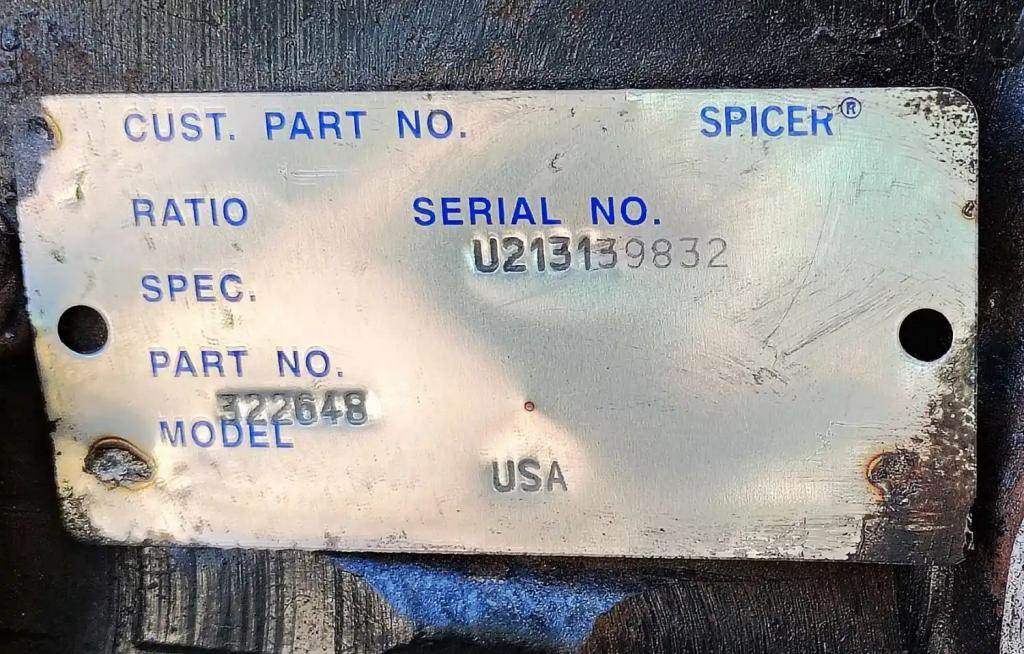 CUST. PART NO. SPICER®
RATIO SERIAL NO.
U213139832
SPEC.
PART NO.
322648
MODEL
USA